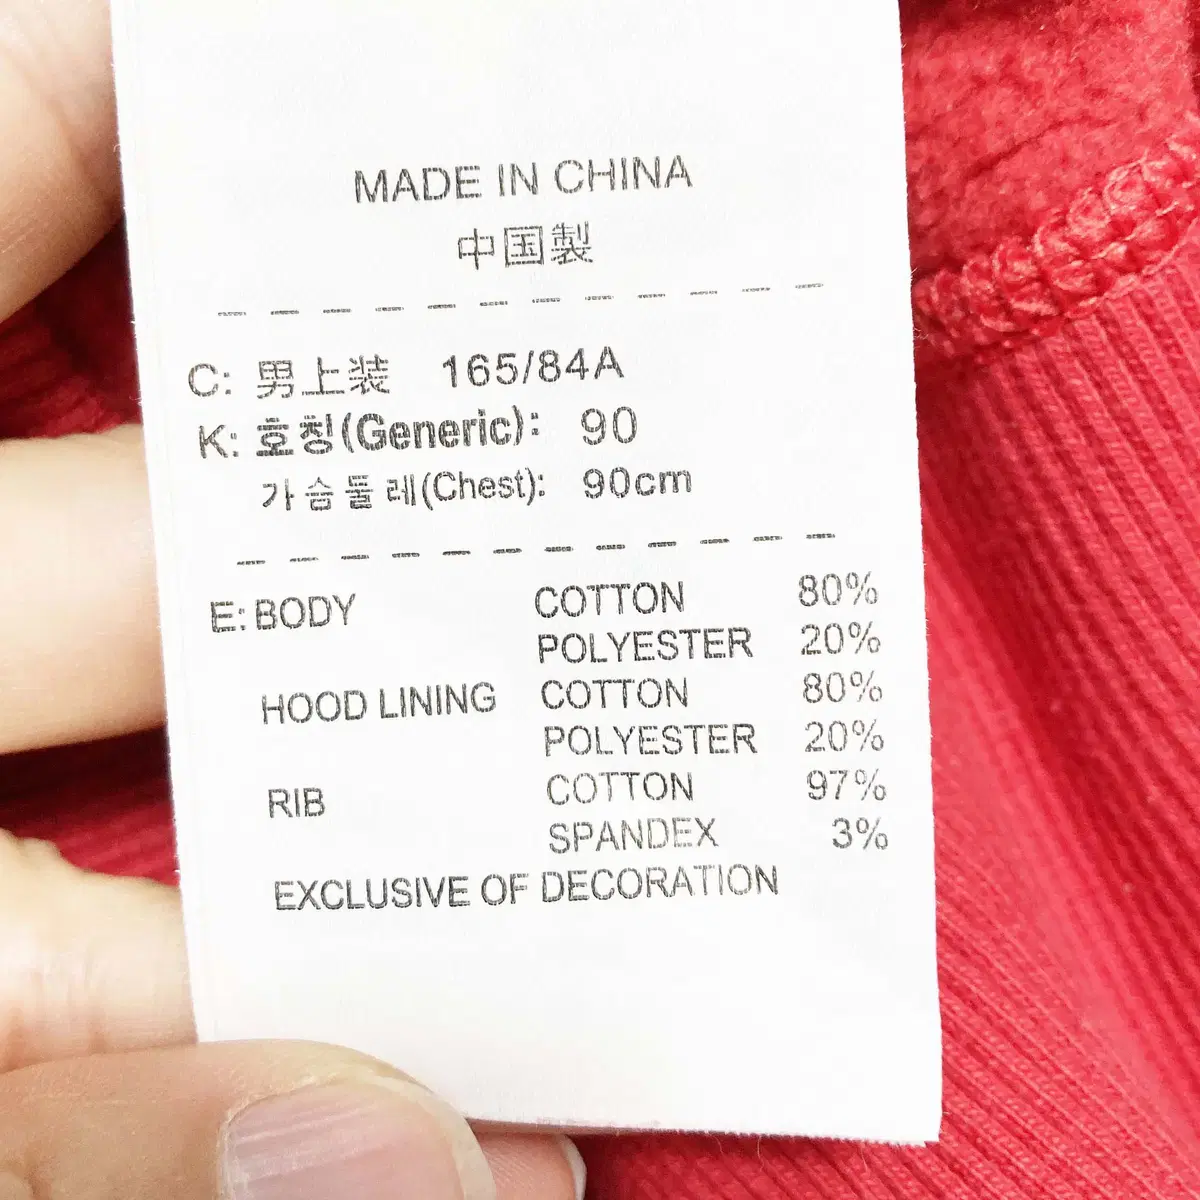 MADE IN CHINA
中国製
C: 男上装 165/84A
K: 호칭(Generic): 90
가슴둘레(Chest): 90cm
E: BODY COTTON 80%
POLYESTER 20%
HOOD LINING COTTON 80%
POLYESTER 20%
RIB COTTON 97%
SPANDEX 3%
EXCLUSIVE OF DECORATION